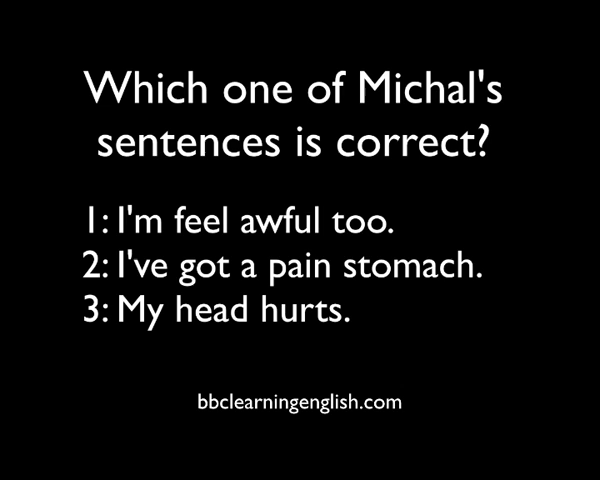 Which one of Michal's
sentences is correct?
1: I'm feel awful too.
2: I've got a pain stomach.
3: My head hurts.
bbclearningenglish.com